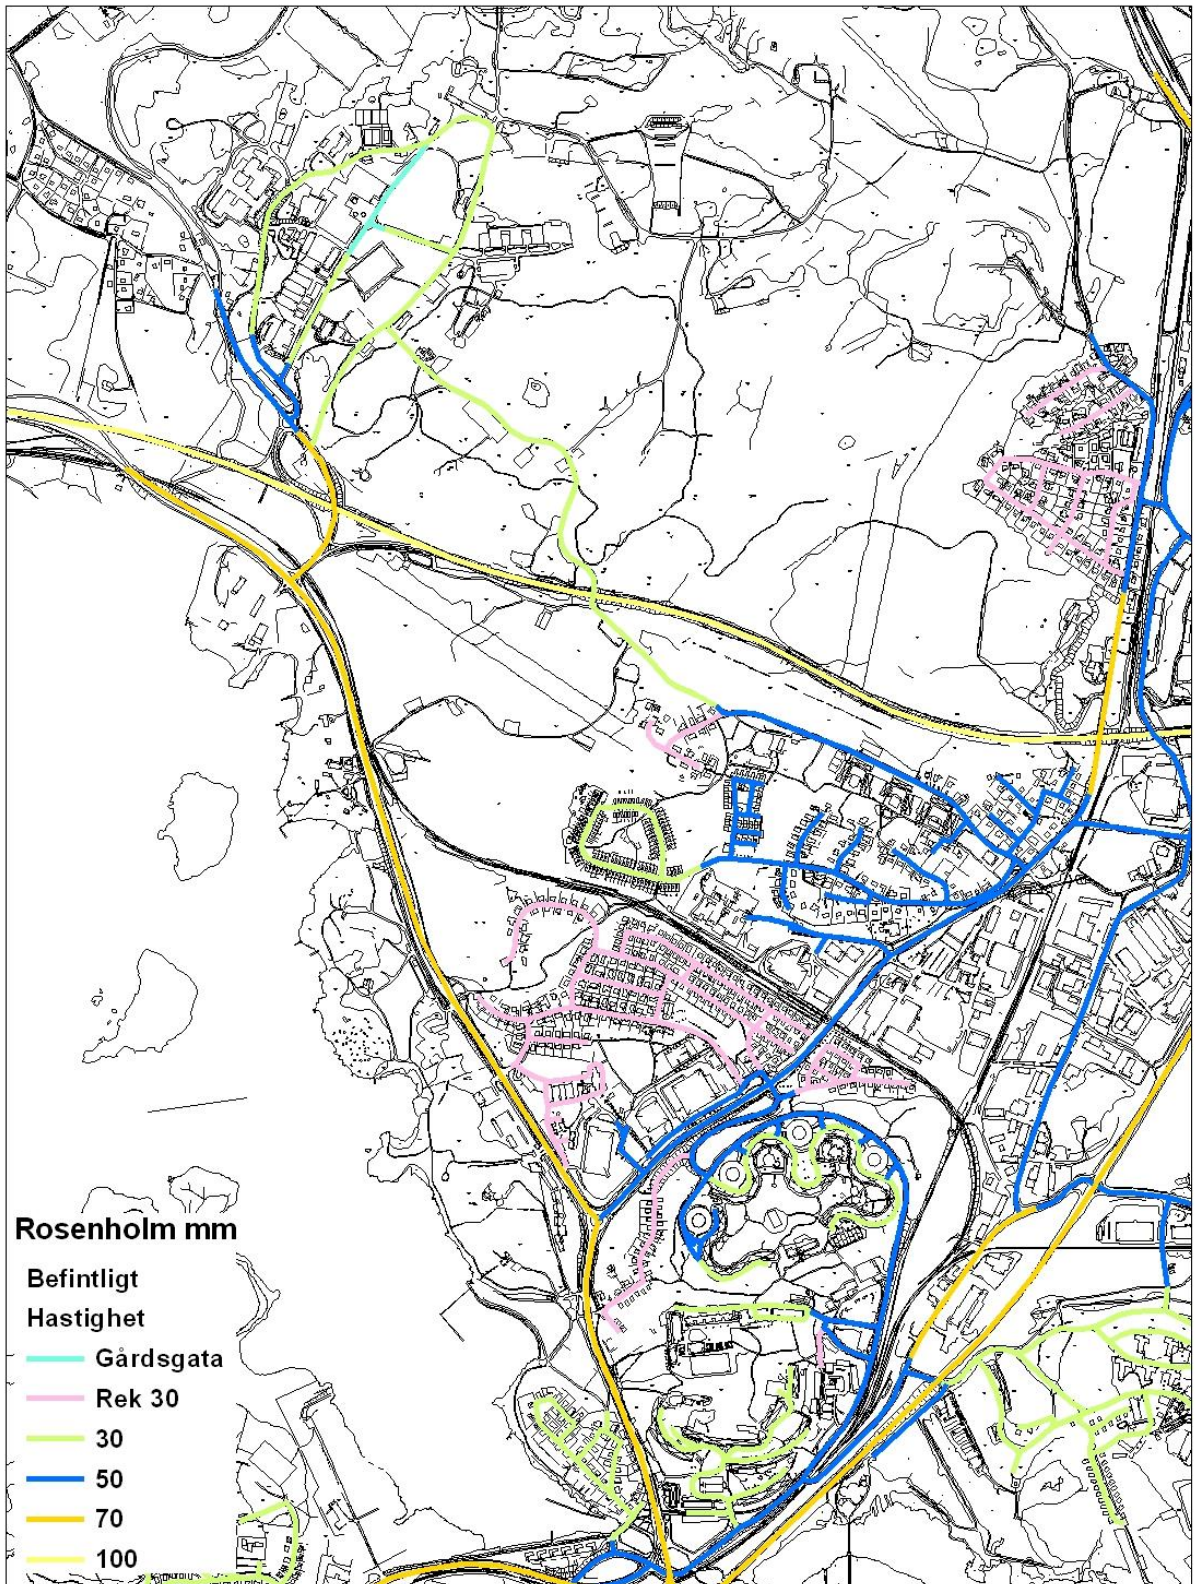 Rosenholm mm
Befintligt
Hastighet
Gårdsgata
Rek 30
30
50
70
100